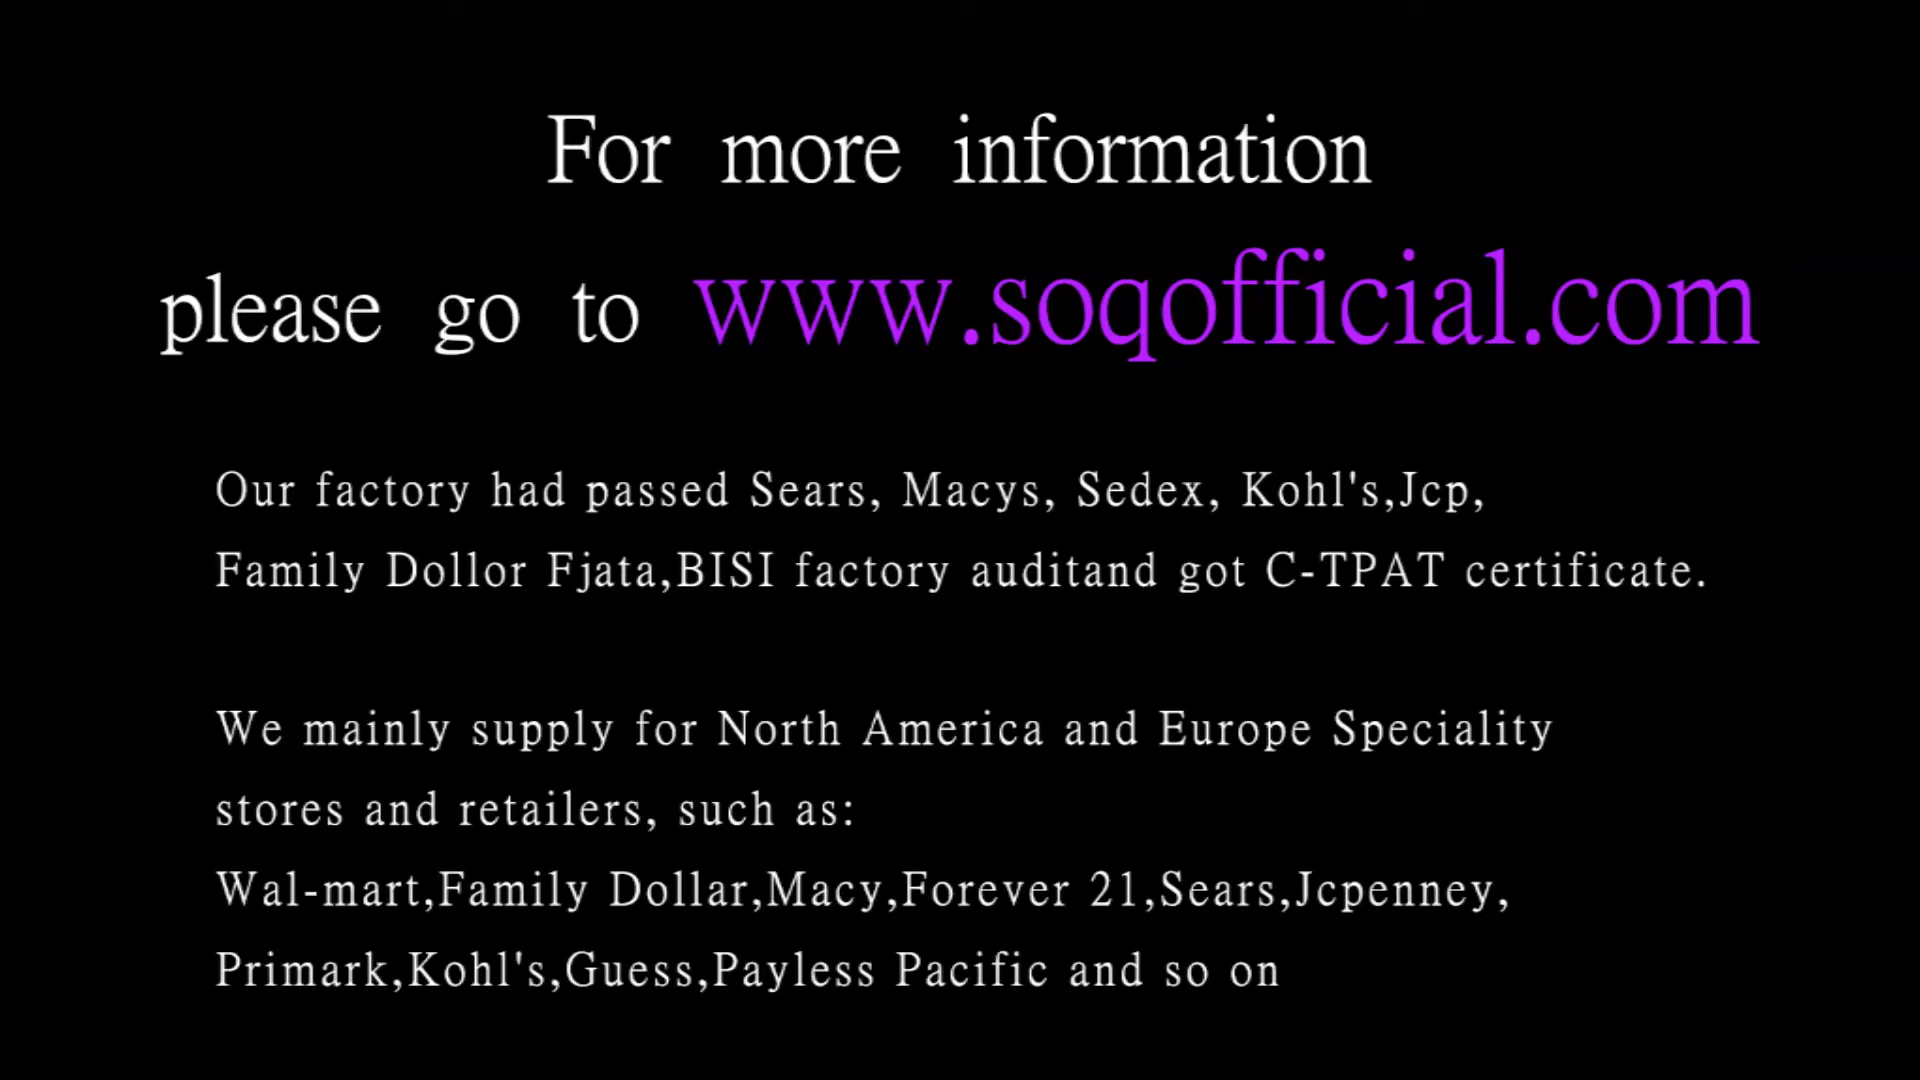 For more information
please go to www.soqofficial.com
Our factory had passed Sears, Macys, Sedex, Kohl's,Jcp,
Family Dollor Fjata,BISI factory auditand got C-TPAT certificate.
We mainly supply for North America and Europe Speciality
stores and retailers, such as:
Wal-mart,Family Dollar,Macy,Forever 21,Sears,Jcpenney,
Primark,Kohl's,Guess,Payless Pacific and so on